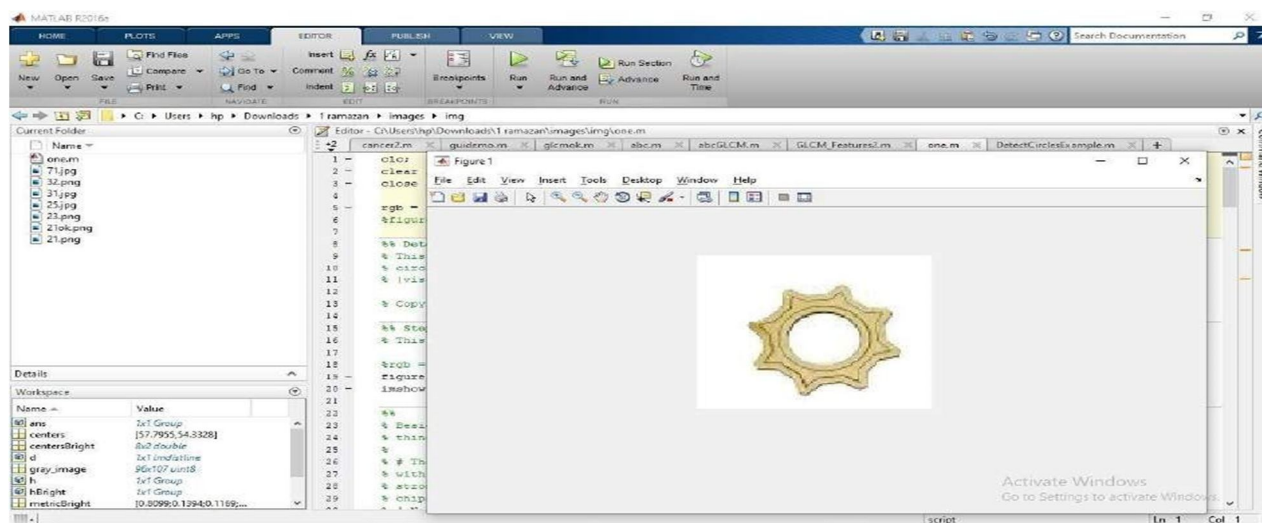 MATLAB R2016a
HOME PLOTS APPS EDITOR PUBLISH VIEW Search Documentation
New Open Save Find Files Compare Print Go To Find Insert Comment Indent Breakpoints Run Run and Advance Run Section Advance Run and Time
FILE NAVIGATE EDIT BREAKPOINTS RUN
C: Users hp Downloads 1 ramazan images img
Current Folder
Name
one.m
71.jpg
32.png
31.jpg
25.jpg
23.png
21ok.png
21.png
Details
Workspace
Name Value
ans 1x1 Group
centers [57.7955,54.3328]
centersBright 8x2 double
d 1x1 imdistline
gray_image 96x107 uint8
h 1x1 Group
hBright 1x1 Group
metricBright [0.8099;0.1394;0.1169;...
Editor - C:\Users\hp\Downloads\1 ramazan\images\img\one.m
+2 cancer2.m guidemo.m glcmok.m abc.m abcGLCM.m GLCM_Features1.m one.m DetectCirclesExample.m +
1 clc;
2 clear
3 close
4
5 rgb =
6 %figur
7
8 %% Det
9 % This
10 % circ
11 % |vis
12
13 % Copy
14
15 %% Ste
16 % This
17
18 %rgb =
19 figure
20 imshow
21
22 %%
23 % Besi
24 % thin
25 %
26 % # Th
27 % with
28 % stro
29 % chip
Figure 1
File Edit View Insert Tools Desktop Window Help
Activate Windows
Go to Settings to activate Windows.
script Ln 1 Col 1